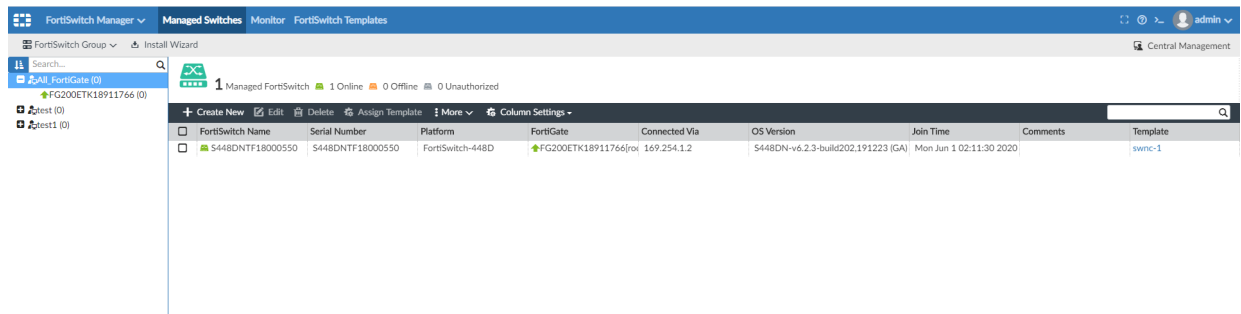 FortiSwitch Manager Managed Switches Monitor FortiSwitch Templates admin
FortiSwitch Group Install Wizard Central Management
Search...
All_FortiGate (0)
FG200ETK18911766 (0)
test (0)
test1 (0)
1 Managed FortiSwitch 1 Online 0 Offline 0 Unauthorized
Create New Edit Delete Assign Template More Column Settings
FortiSwitch Name Serial Number Platform FortiGate Connected Via OS Version Join Time Comments Template
S448DNTF18000550 S448DNTF18000550 FortiSwitch-448D FG200ETK18911766[roo 169.254.1.2 S448DN-v6.2.3-build202,191223 (GA) Mon Jun 1 02:11:30 2020 swnc-1